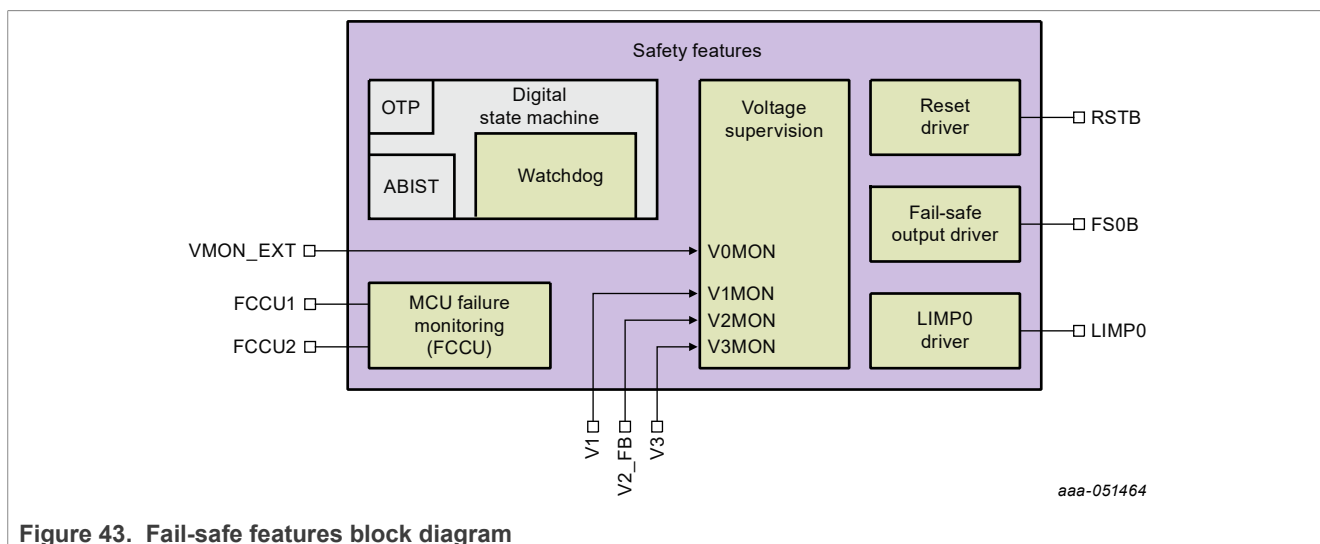 Safety features
OTP
Digital
state machine
ABIST
Watchdog
Voltage
supervision
V0MON
V1MON
V2MON
V3MON
Reset
driver
RSTB
Fail-safe
output driver
FS0B
LIMP0
driver
LIMP0
VMON_EXT
FCCU1
FCCU2
MCU failure
monitoring
(FCCU)
V1
V2_FB
V3
aaa-051464
Figure 43. Fail-safe features block diagram